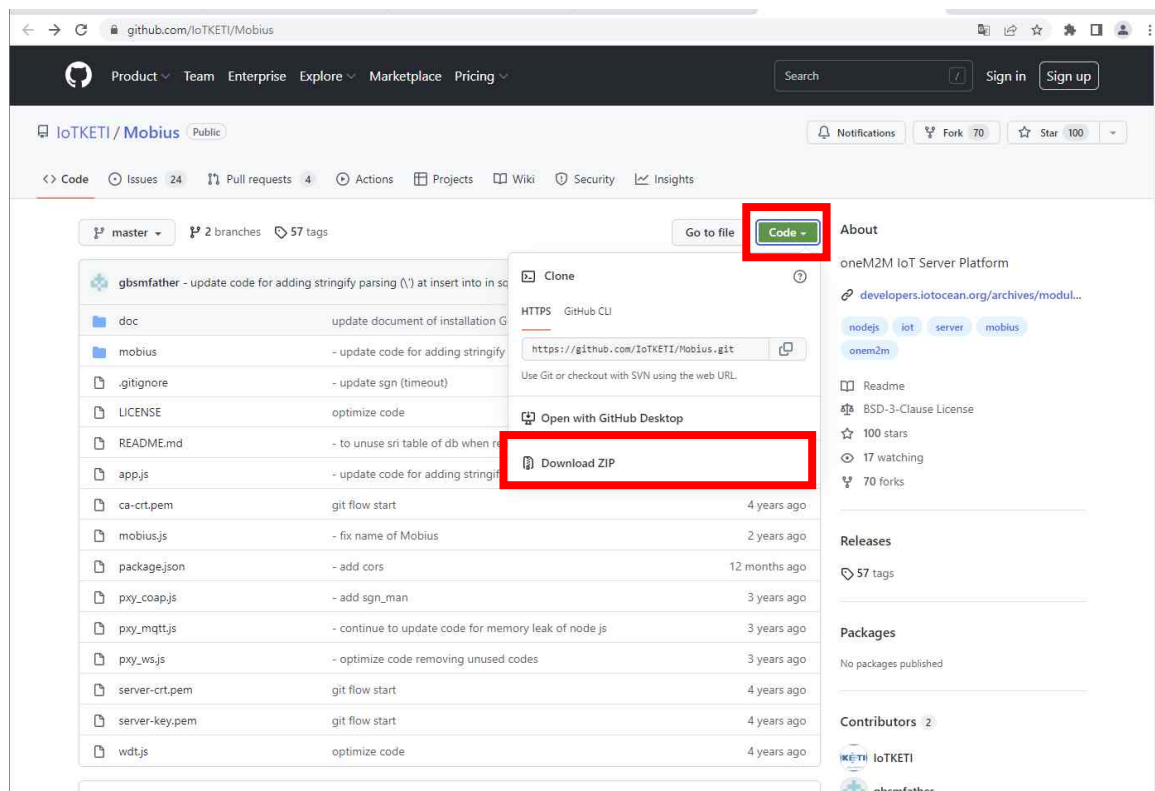 github.com/IoTKETI/Mobius
Product Team Enterprise Explore Marketplace Pricing Search / Sign in Sign up
IoTKETI / Mobius Public Notifications Fork 70 Star 100
Code Issues 24 Pull requests 4 Actions Projects Wiki Security Insights
master 2 branches 57 tags Go to file Code
gbsmfather - update code for adding stringify parsing (\') at insert into in sq
doc update document of installation G
mobius - update code for adding stringify
.gitignore - update sgn (timeout)
LICENSE optimize code
README.md - to unuse sri table of db when re
app.js - update code for adding stringif
ca-crt.pem git flow start 4 years ago
mobius.js - fix name of Mobius 2 years ago
package.json - add cors 12 months ago
pxy_coap.js - add sgn_man 3 years ago
pxy_mqtt.js - continue to update code for memory leak of node js 3 years ago
pxy_ws.js - optimize code removing unused codes 3 years ago
server-crt.pem git flow start 4 years ago
server-key.pem git flow start 4 years ago
wdt.js optimize code 4 years ago
Clone
HTTPS GitHub CLI
https://github.com/IoTKETI/Mobius.git
Use Git or checkout with SVN using the web URL.
Open with GitHub Desktop
Download ZIP
About
oneM2M IoT Server Platform
developers.iotocean.org/archives/modul...
nodejs iot server mobius
onem2m
Readme
BSD-3-Clause License
100 stars
17 watching
70 forks
Releases
57 tags
Packages
No packages published
Contributors 2
KETI IoTKETI
gbsmfather